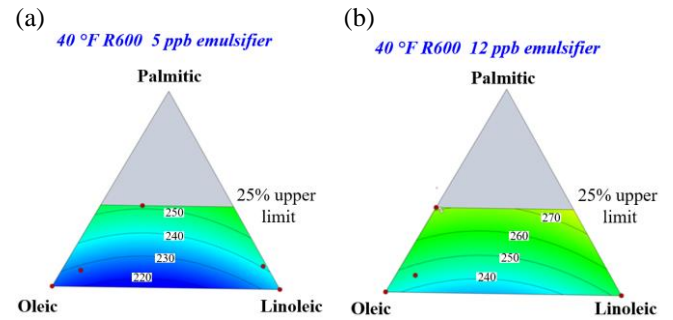 (a)
40 °F R600 5 ppb emulsifier
Palmitic
25% upper
limit
250
240
230
220
Oleic
Linoleic
(b)
40 °F R600 12 ppb emulsifier
Palmitic
25% upper
limit
270
260
250
240
Oleic
Linoleic